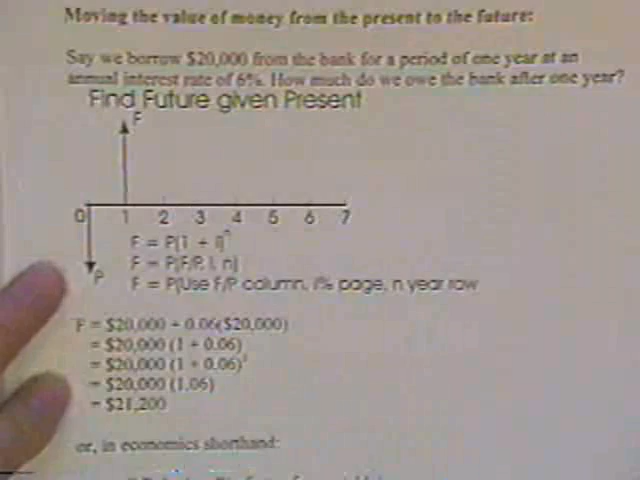 Moving the value of money from the present to the future:
Say we borrow $20,000 from the bank for a period of one year at an
annual interest rate of 6%. How much do we owe the bank after one year?
Find Future given Present
F
0 1 2 3 4 5 6 7
P
F = P(1 + i)^n
F = P(F/P, i, n)
F = P(Use F/P column, i% page, n year row
F = $20,000 + 0.06($20,000)
= $20,000 (1 + 0.06)
= $20,000 (1 + 0.06)¹
= $20,000 (1.06)
= $21,200
or, in economics shorthand: